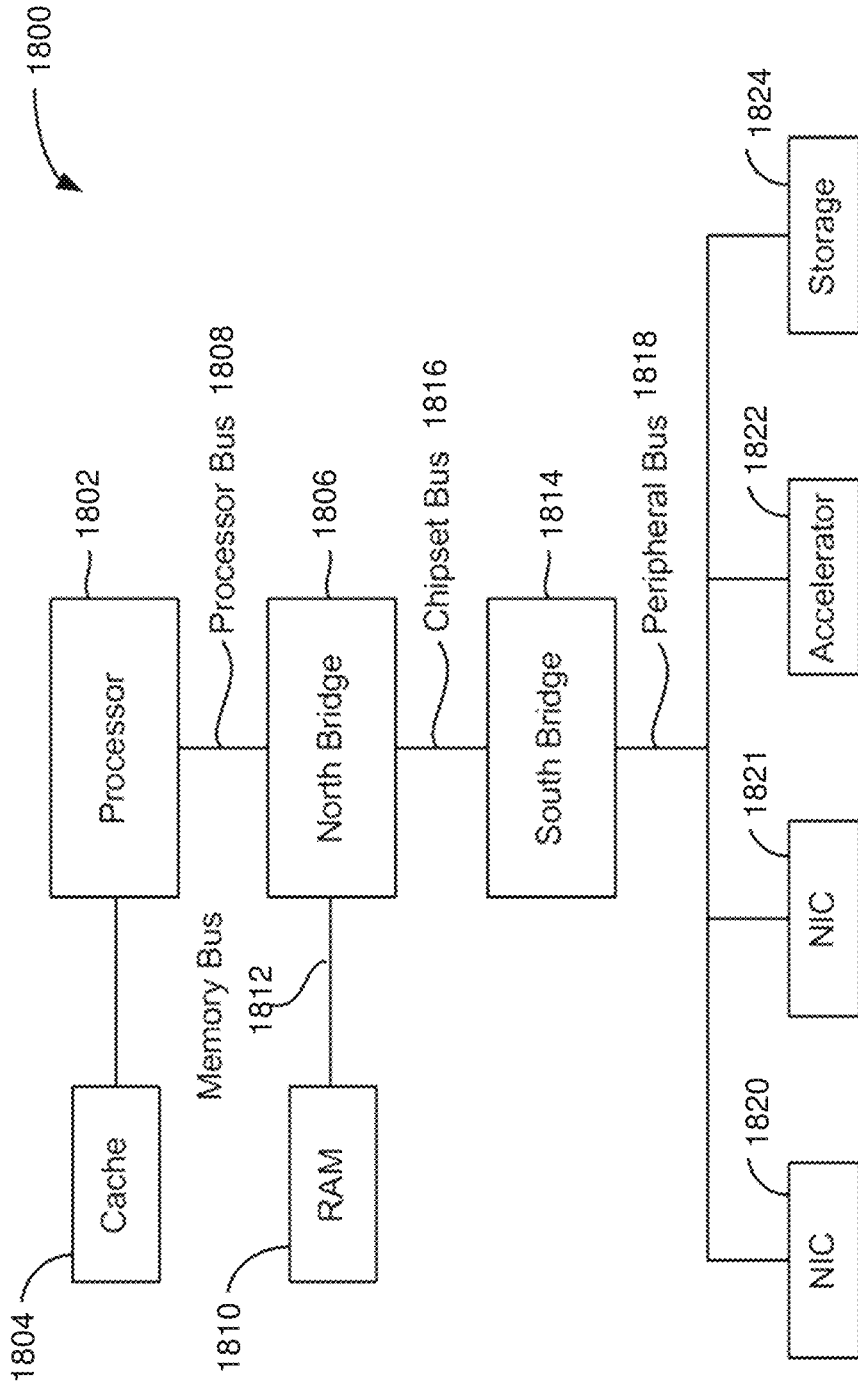 1800
1802
Processor
Cache
1804
Processor Bus 1808
Memory Bus
1812
1806
North Bridge
RAM
1810
Chipset Bus 1816
1814
South Bridge
Peripheral Bus 1818
1820
NIC
1821
NIC
1822
Accelerator
1824
Storage